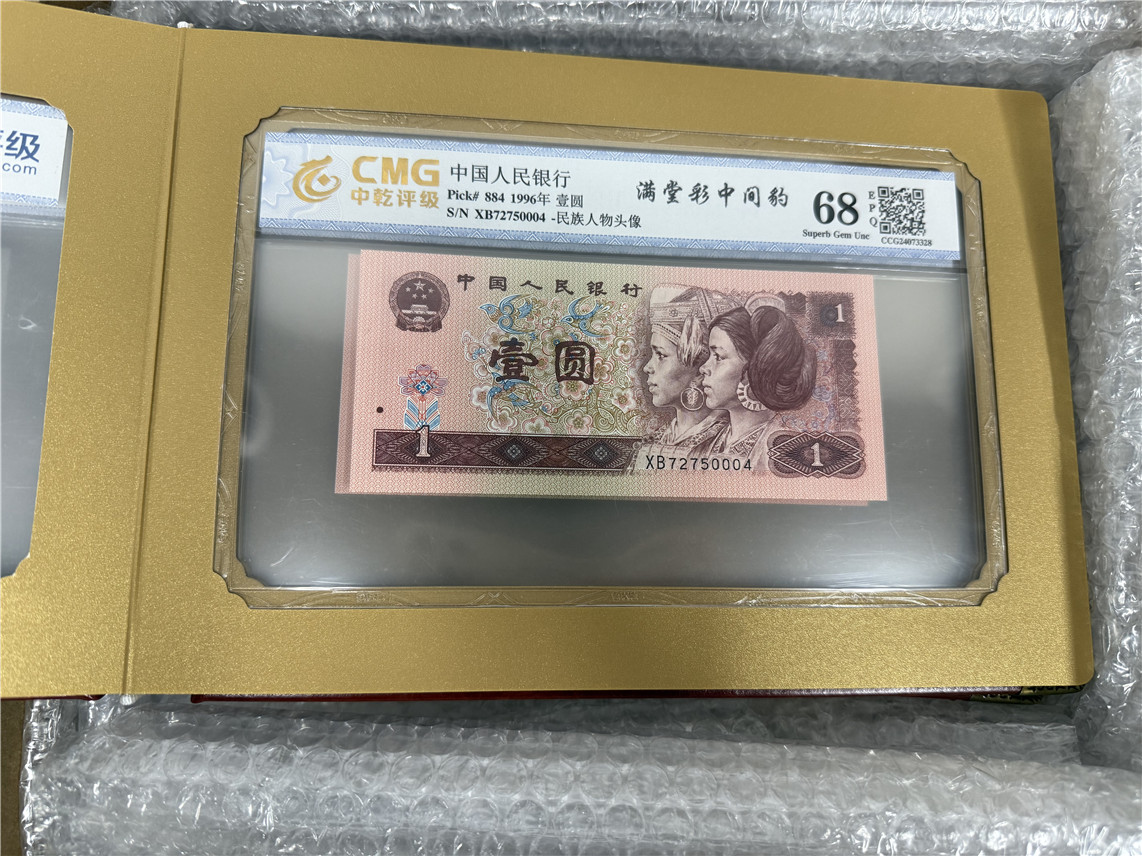 评级
.com
CMG
中乾评级
中国人民银行
Pick# 884 1996年 壹圆
S/N XB72750004 -民族人物头像
满堂彩中间豹
68
EPQ
Superb Gem Unc
CCG24073328
中国人民银行
壹圆
1
1
XB72750004
1